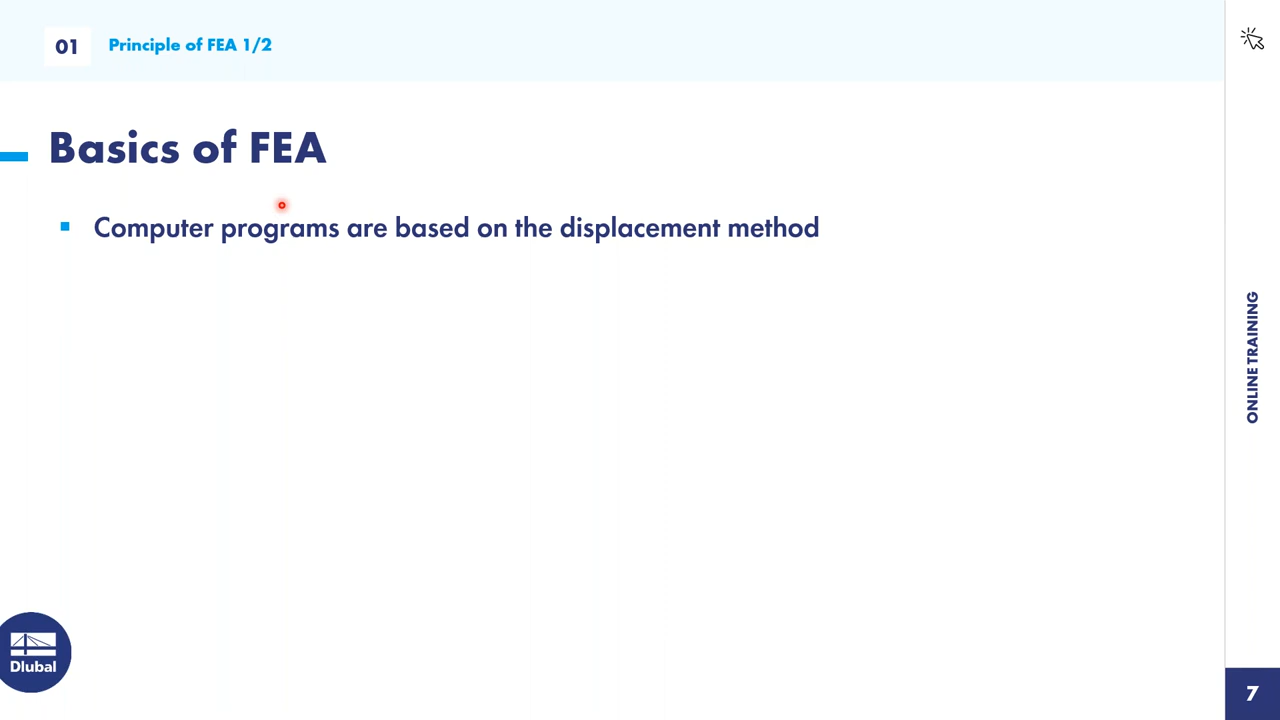 01
Principle of FEA 1/2
Basics of FEA
Computer programs are based on the displacement method
ONLINE TRAINING
Dlubal
7